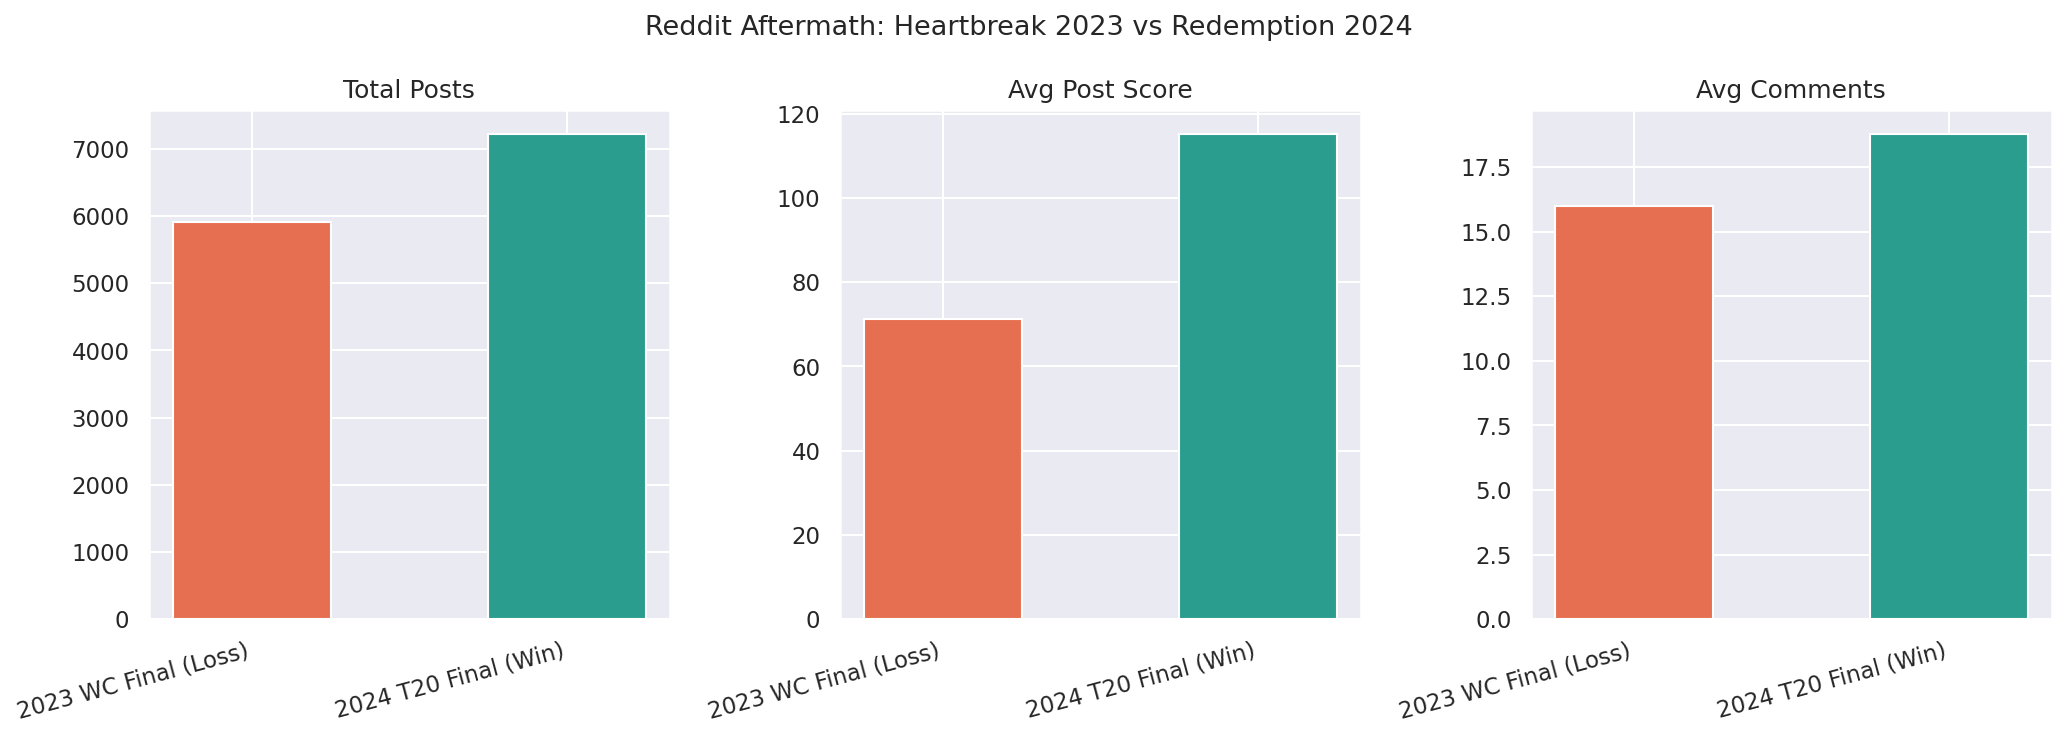 Reddit Aftermath: Heartbreak 2023 vs Redemption 2024
Total Posts
7000
6000
5000
4000
3000
2000
1000
0
2023 WC Final (Loss)
2024 T20 Final (Win)
Avg Post Score
120
100
80
60
40
20
0
2023 WC Final (Loss)
2024 T20 Final (Win)
Avg Comments
17.5
15.0
12.5
10.0
7.5
5.0
2.5
0.0
2023 WC Final (Loss)
2024 T20 Final (Win)